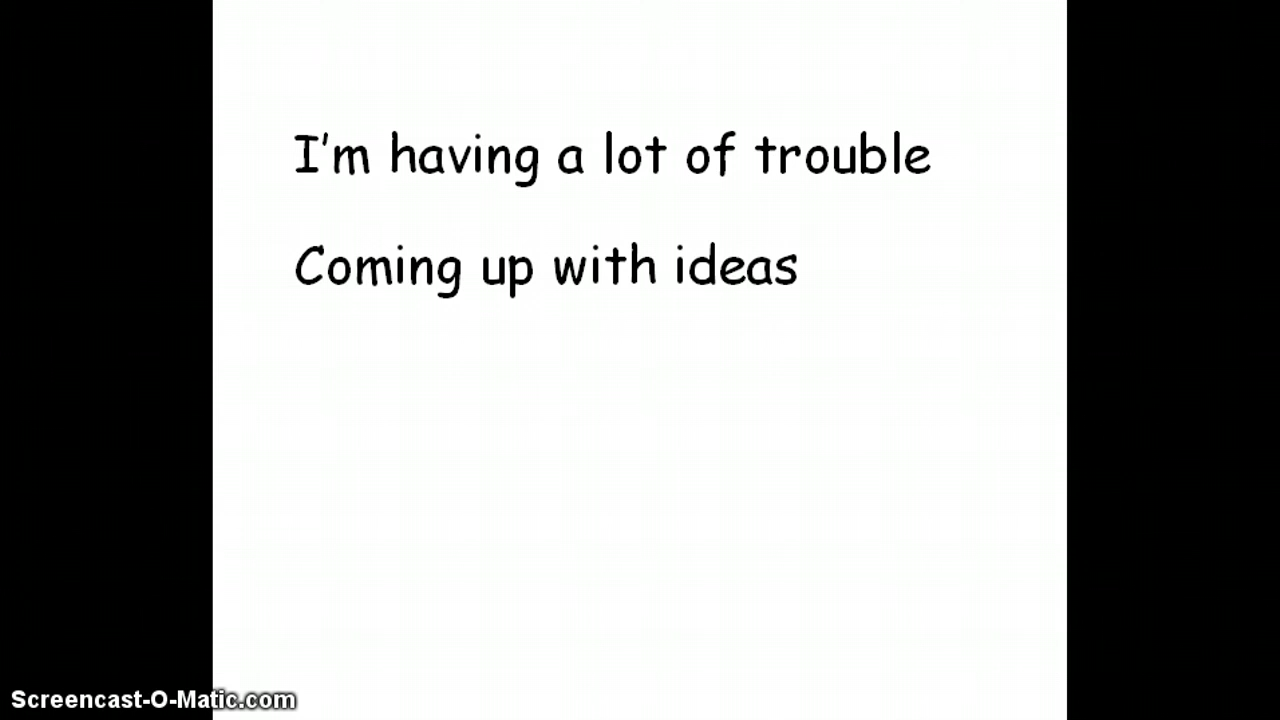 I'm having a lot of trouble
Coming up with ideas
Screencast-O-Matic.com